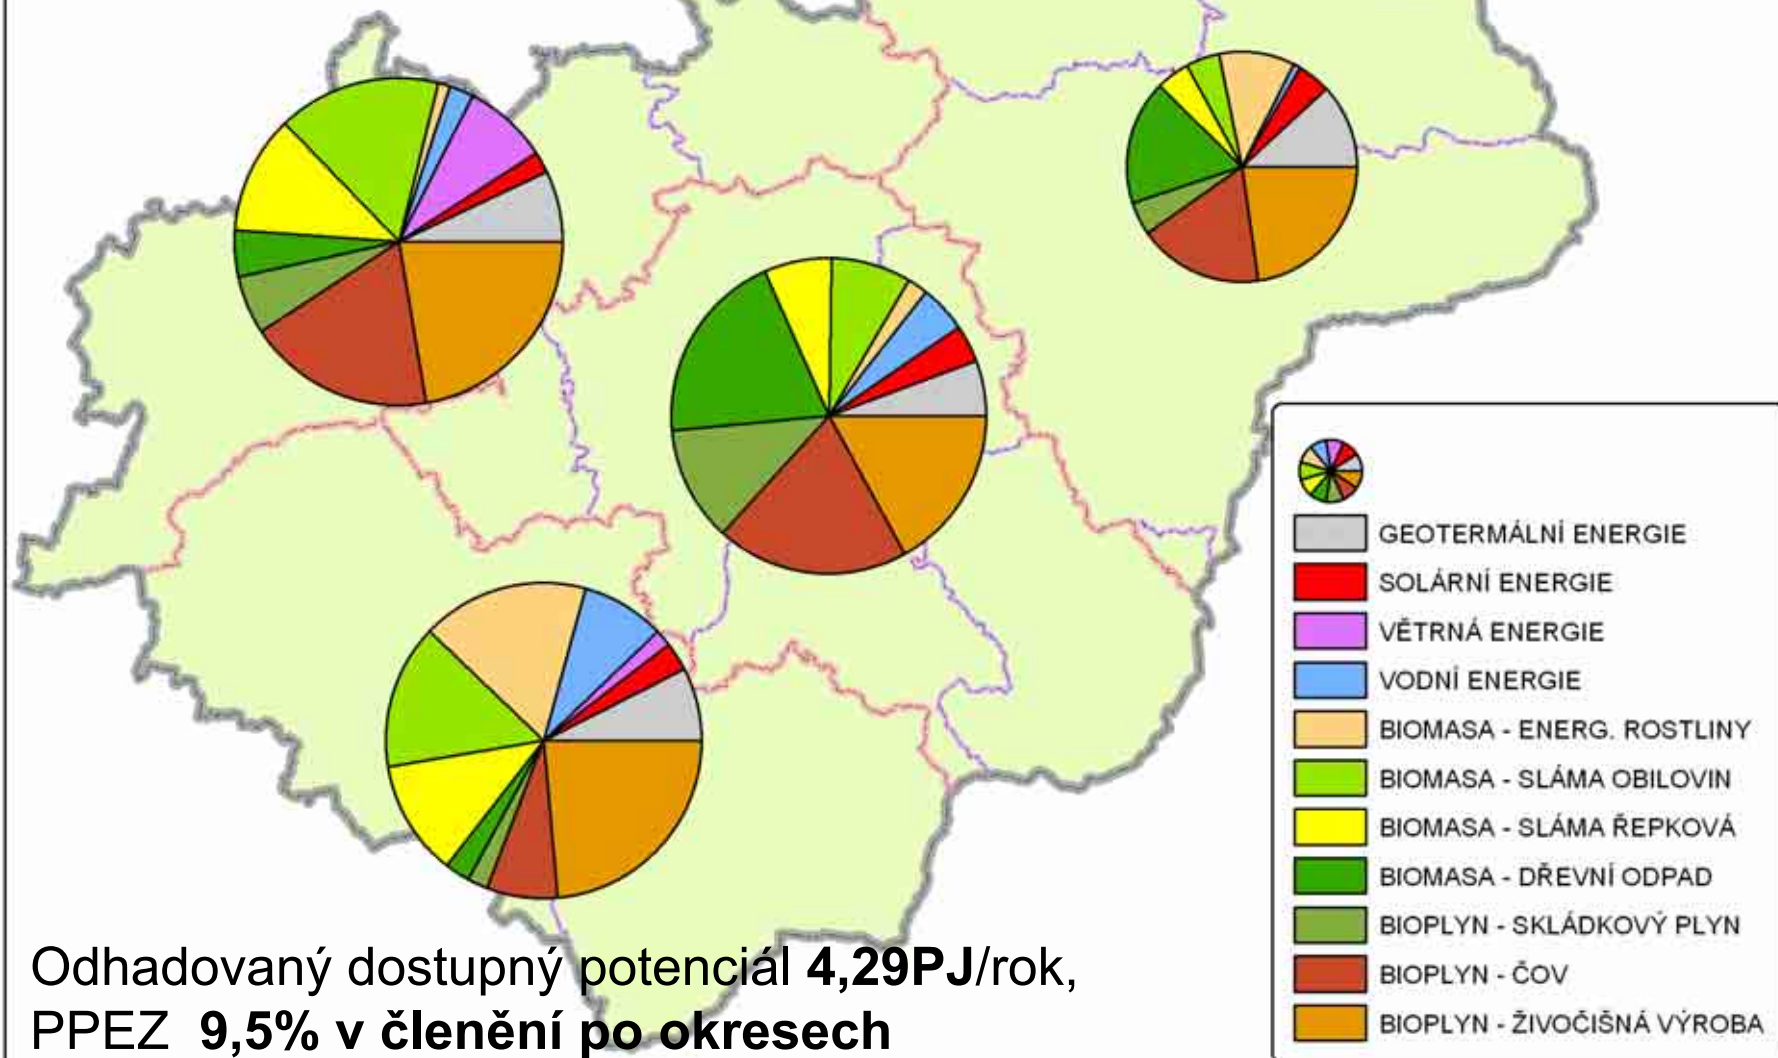 GEOTERMÁLNÍ ENERGIE
SOLÁRNÍ ENERGIE
VĚTRNÁ ENERGIE
VODNÍ ENERGIE
BIOMASA - ENERG. ROSTLINY
BIOMASA - SLÁMA OBILOVIN
BIOMASA - SLÁMA ŘEPKOVÁ
BIOMASA - DŘEVNÍ ODPAD
BIOPLYN - SKLÁDKOVÝ PLYN
BIOPLYN - ČOV
BIOPLYN - ŽIVOČIŠNÁ VÝROBA
Odhadovaný dostupný potenciál 4,29PJ/rok,
PPEZ 9,5% v členění po okresech